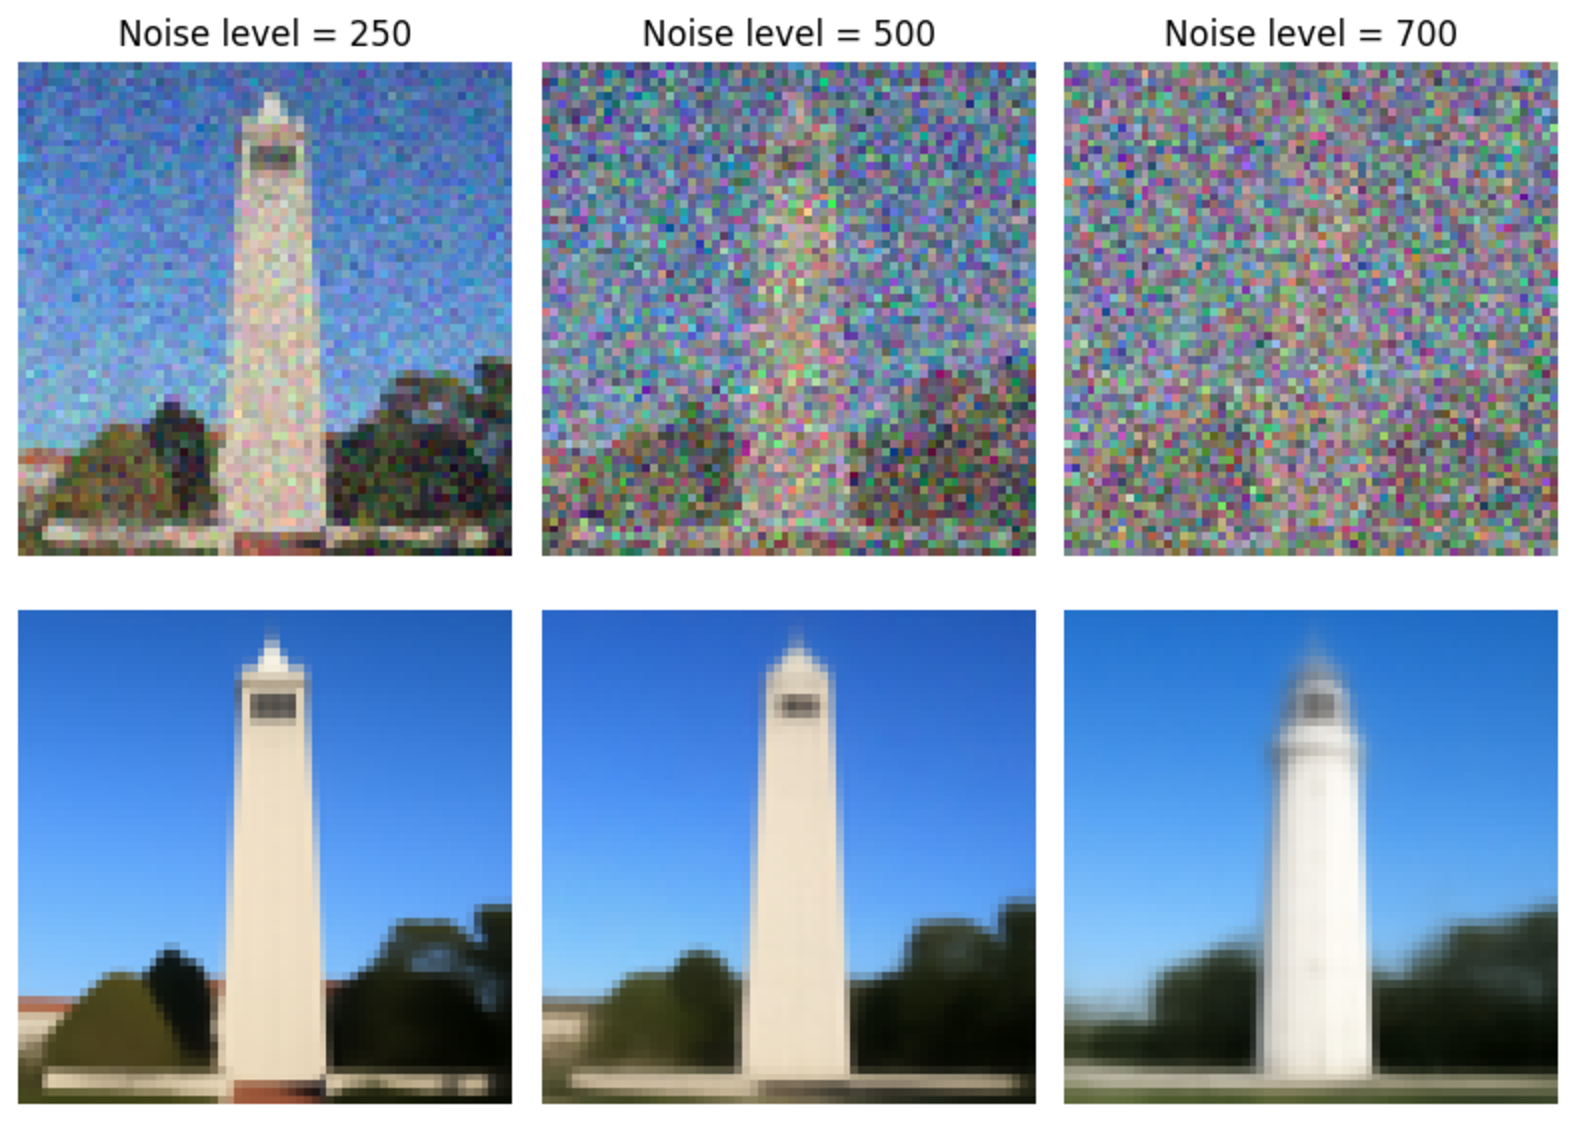 Noise level = 250
Noise level = 500
Noise level = 700